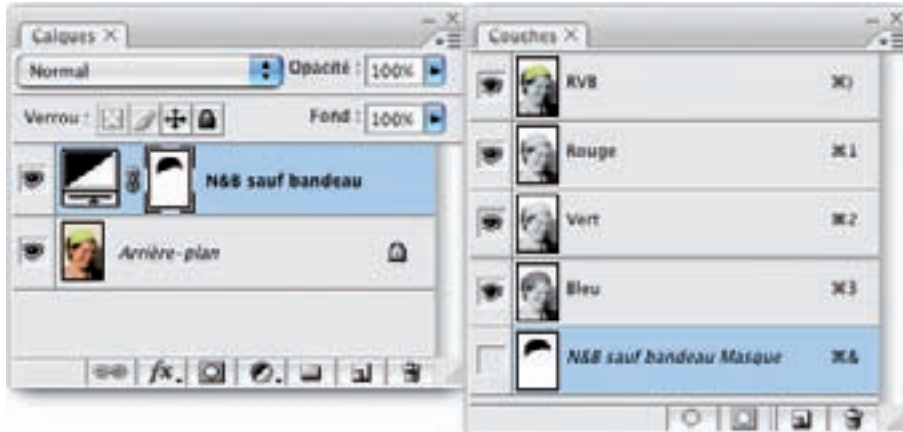 Calques ×
Normal
Opacité : 100%
Verrou :
Fond : 100%
N&B sauf bandeau
Arrière-plan
fx
Couches ×
RVB
Rouge ⌘1
Vert ⌘2
Bleu ⌘3
N&B sauf bandeau Masque ⌘&